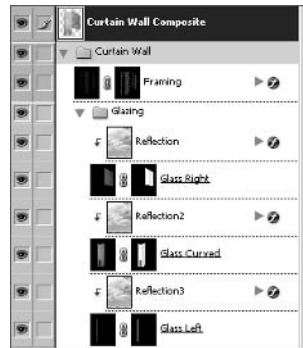 Curtain Wall Composite
Curtain Wall
Framing
Glazing
Reflection
Glass Right
Reflection2
Glass Curved
Reflection3
Glass Left